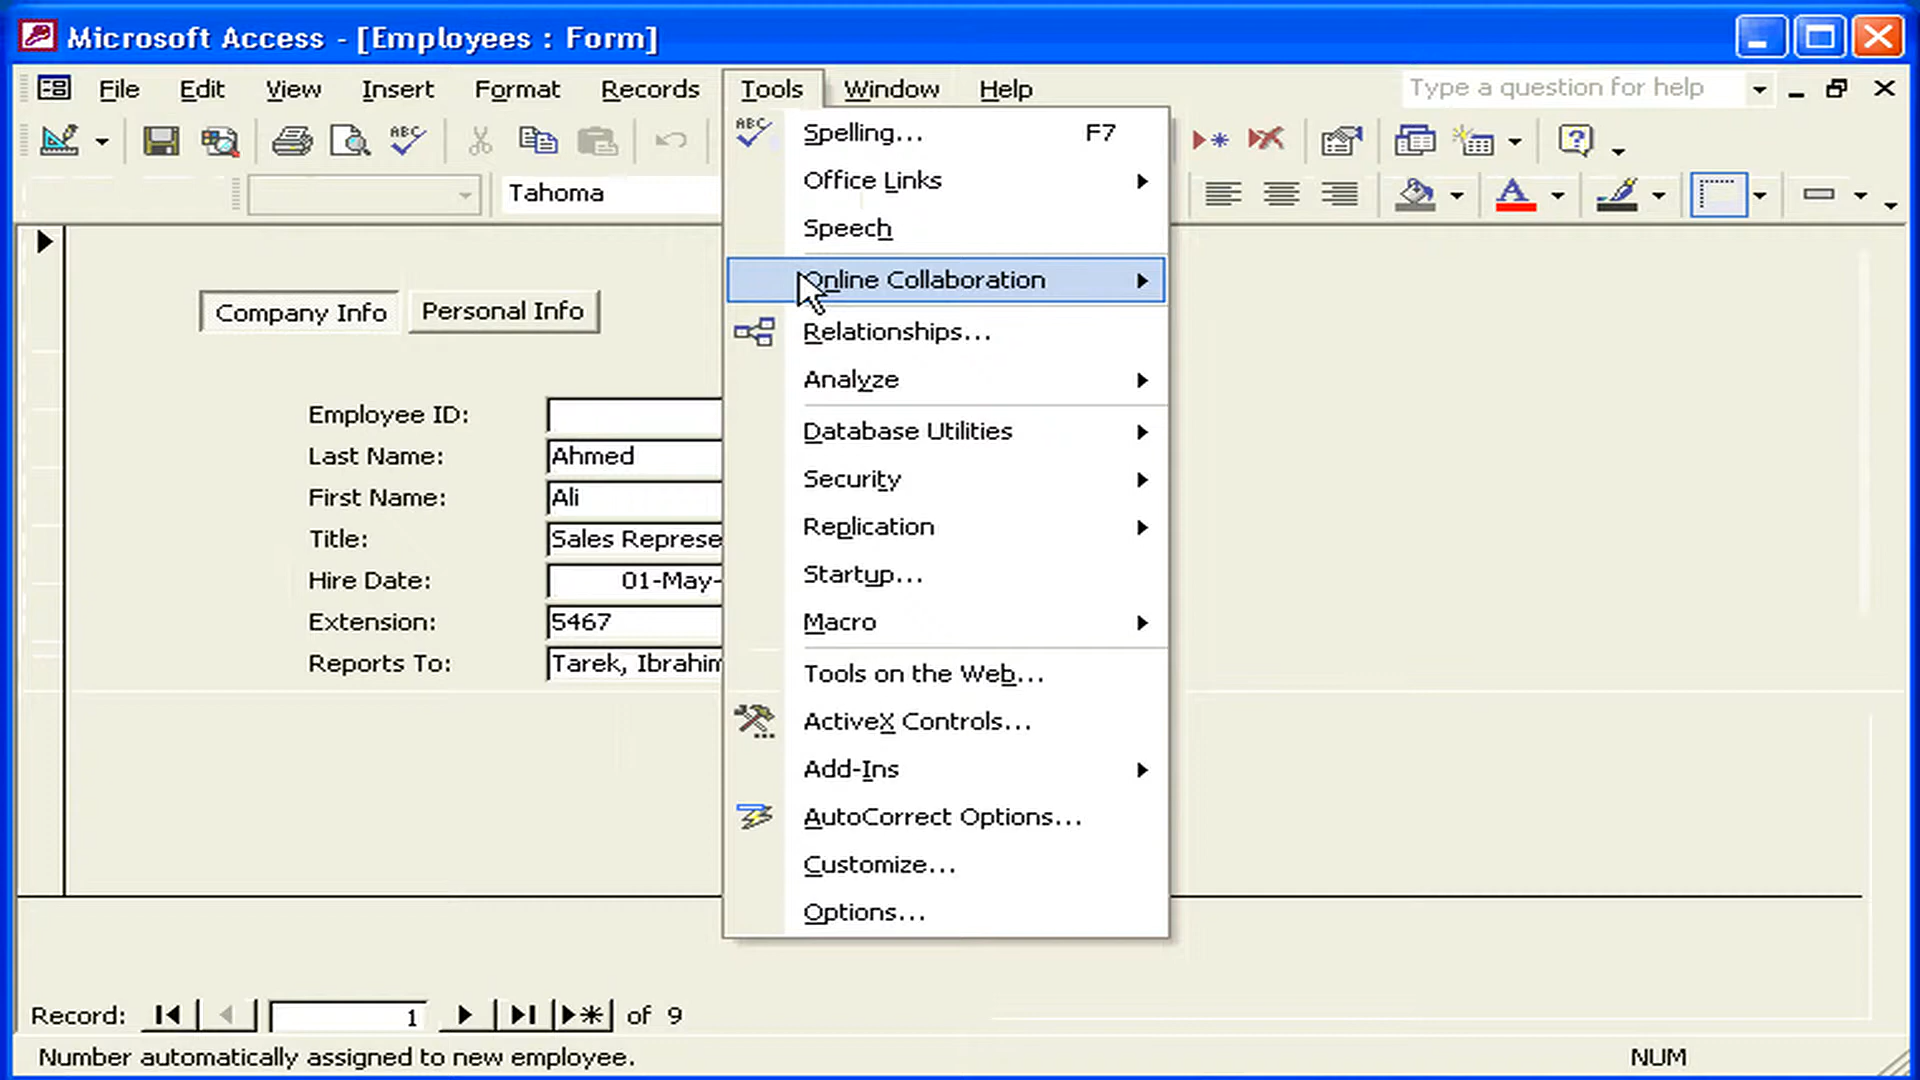 Microsoft Access - [Employees : Form]
File Edit View Insert Format Records Tools Window Help Type a question for help
ABC
Tahoma
ABC Spelling... F7
Office Links
Speech
Online Collaboration
Relationships...
Analyze
Database Utilities
Security
Replication
Startup...
Macro
Tools on the Web...
ActiveX Controls...
Add-Ins
AutoCorrect Options...
Customize...
Options...
A
Company Info Personal Info
Employee ID:
Last Name: Ahmed
First Name: Ali
Title: Sales Represe
Hire Date: 01-May-
Extension: 5467
Reports To: Tarek, Ibrahim
Record: 1 of 9
Number automatically assigned to new employee. NUM